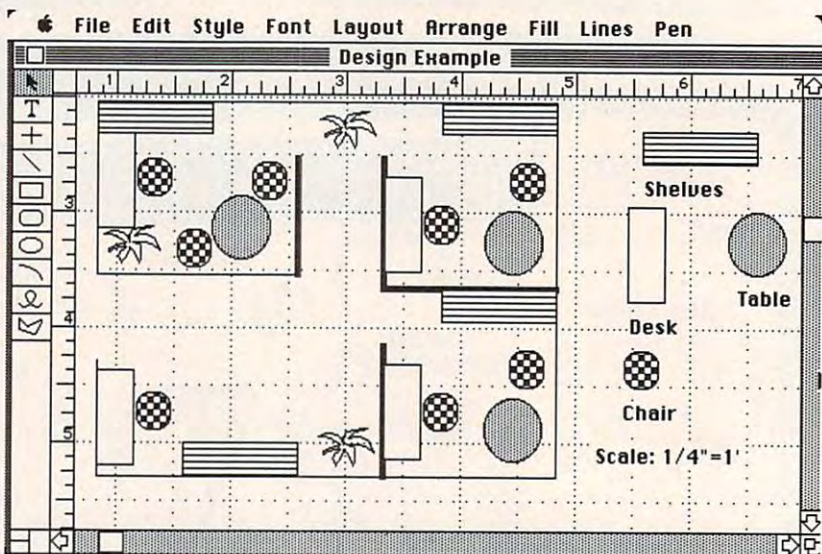 File Edit Style Font Layout Arrange Fill Lines Pen
Design Example
1 2 3 4 5 6 7
T
3
4
5
Shelves
Table
Desk
Chair
Scale: 1/4"=1'